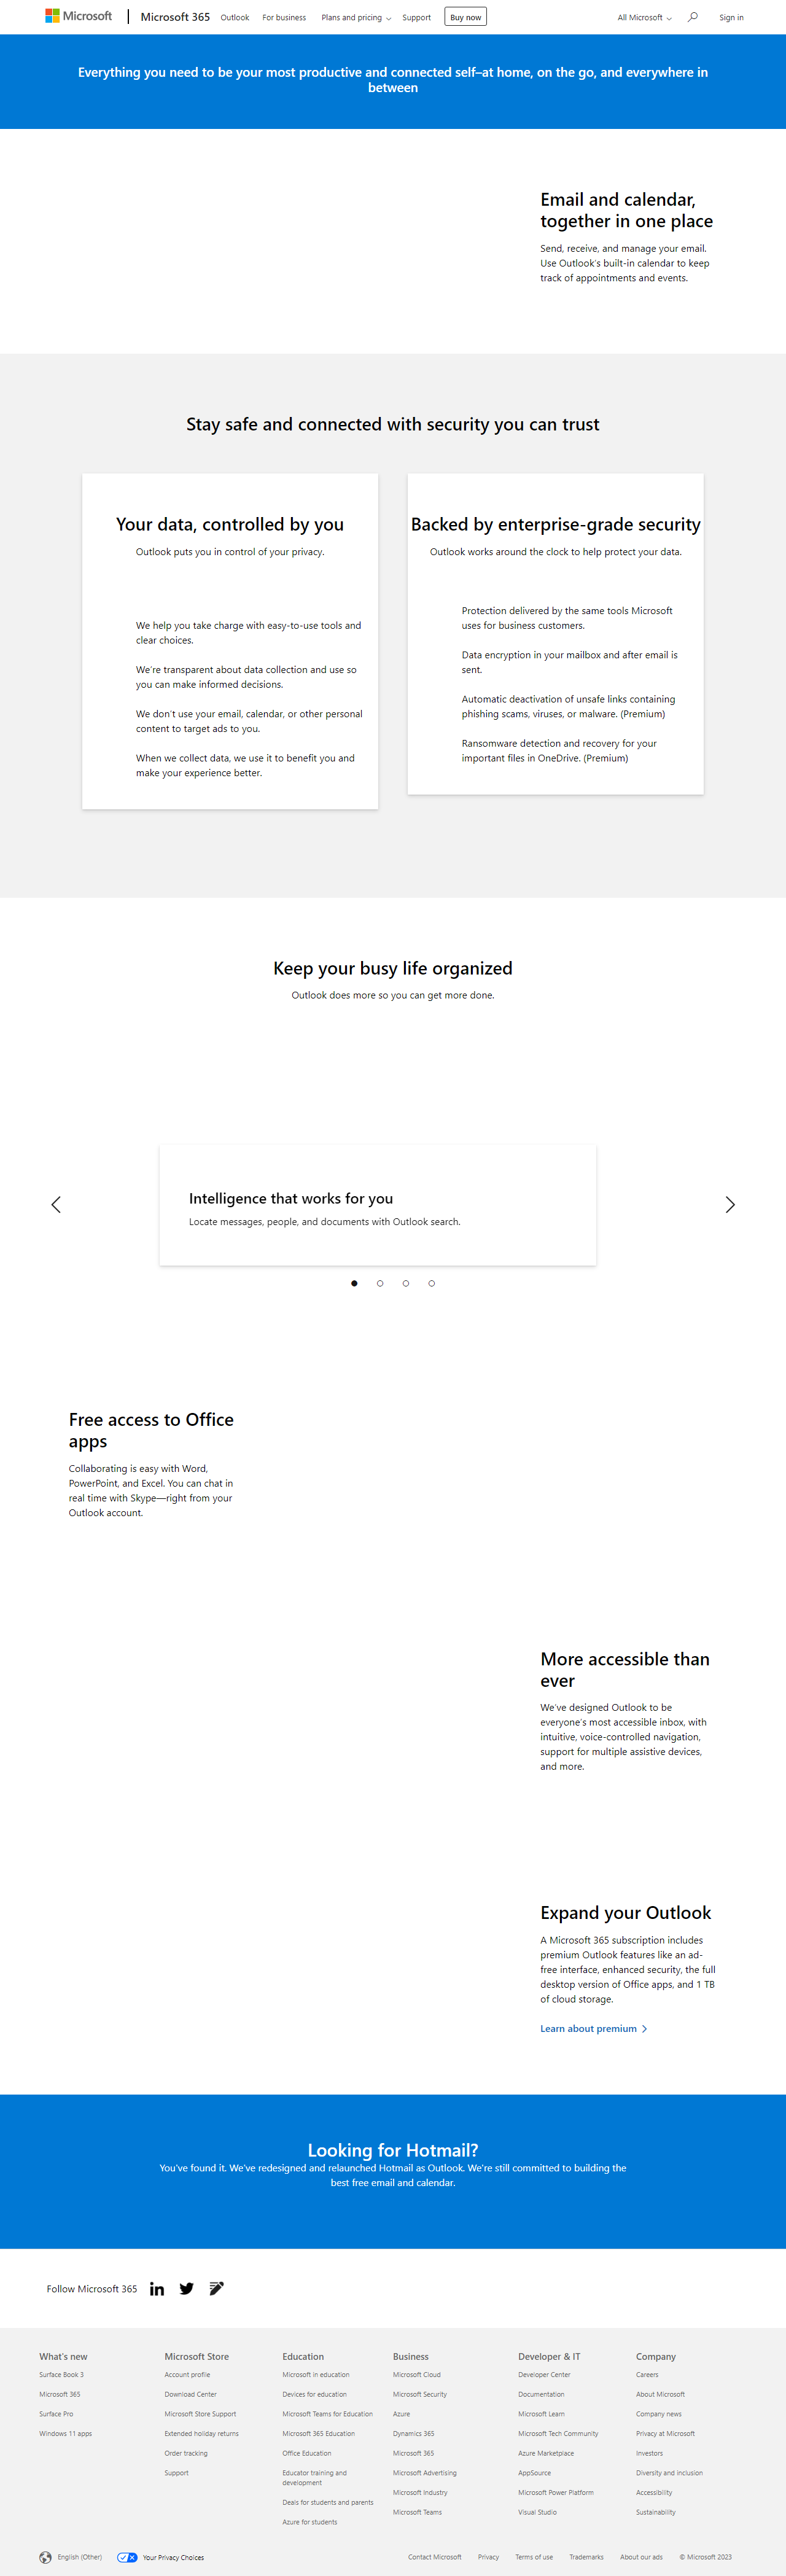 Microsoft
Microsoft 365
Outlook
For business
Plans and pricing
Support
Buy now
All Microsoft
Sign in
Everything you need to be your most productive and connected self–at home, on the go, and everywhere in
between
Email and calendar,
together in one place
Send, receive, and manage your email.
Use Outlook's built-in calendar to keep
track of appointments and events.
Stay safe and connected with security you can trust
Your data, controlled by you
Outlook puts you in control of your privacy.
We help you take charge with easy-to-use tools and
clear choices.
We're transparent about data collection and use so
you can make informed decisions.
We don't use your email, calendar, or other personal
content to target ads to you.
When we collect data, we use it to benefit you and
make your experience better.
Backed by enterprise-grade security
Outlook works around the clock to help protect your data.
Protection delivered by the same tools Microsoft
uses for business customers.
Data encryption in your mailbox and after email is
sent.
Automatic deactivation of unsafe links containing
phishing scams, viruses, or malware. (Premium)
Ransomware detection and recovery for your
important files in OneDrive. (Premium)
Keep your busy life organized
Outlook does more so you can get more done.
Intelligence that works for you
Locate messages, people, and documents with Outlook search.
Free access to Office
apps
Collaborating is easy with Word,
PowerPoint, and Excel. You can chat in
real time with Skype—right from your
Outlook account.
More accessible than
ever
We've designed Outlook to be
everyone's most accessible inbox, with
intuitive, voice-controlled navigation,
support for multiple assistive devices,
and more.
Expand your Outlook
A Microsoft 365 subscription includes
premium Outlook features like an ad-
free interface, enhanced security, the full
desktop version of Office apps, and 1 TB
of cloud storage.
Learn about premium
Looking for Hotmail?
You've found it. We've redesigned and relaunched Hotmail as Outlook. We're still committed to building the
best free email and calendar.
Follow Microsoft 365
What's new
Surface Book 3
Microsoft 365
Surface Pro
Windows 11 apps
Microsoft Store
Account profile
Download Center
Microsoft Store Support
Extended holiday returns
Order tracking
Support
Education
Microsoft in education
Devices for education
Microsoft Teams for Education
Microsoft 365 Education
Office Education
Educator training and
development
Deals for students and parents
Azure for students
Business
Microsoft Cloud
Microsoft Security
Azure
Dynamics 365
Microsoft 365
Microsoft Advertising
Microsoft Industry
Microsoft Teams
Developer & IT
Developer Center
Documentation
Microsoft Learn
Microsoft Tech Community
Azure Marketplace
AppSource
Microsoft Power Platform
Visual Studio
Company
Careers
About Microsoft
Company news
Privacy at Microsoft
Investors
Diversity and inclusion
Accessibility
Sustainability
English (Other)
Your Privacy Choices
Contact Microsoft
Privacy
Terms of use
Trademarks
About our ads
© Microsoft 2023